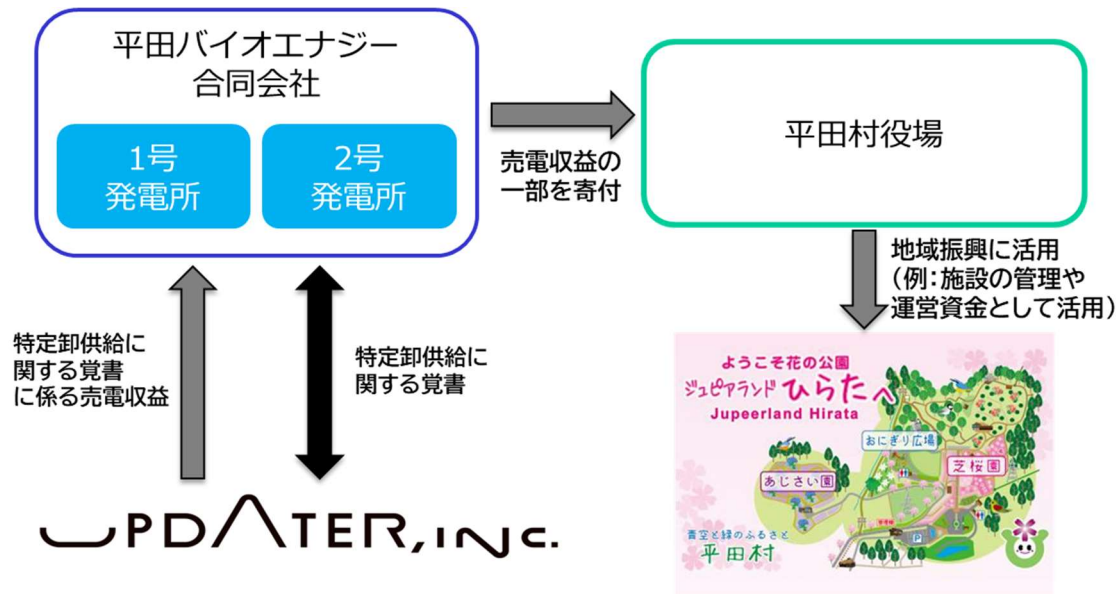 平田バイオエナジー
合同会社
1号
発電所
2号
発電所
売電収益の
一部を寄付
平田村役場
地域振興に活用
（例：施設の管理や
運営資金として活用）
特定卸供給に
関する覚書
に係る売電収益
特定卸供給に
関する覚書
UPDATER, INC.
ようこそ花の公園
ジュピアランドひらたへ
Jupeerland Hirata
おにぎり広場
芝桜園
あじさい園
P
青空と緑のふるさと
平田村